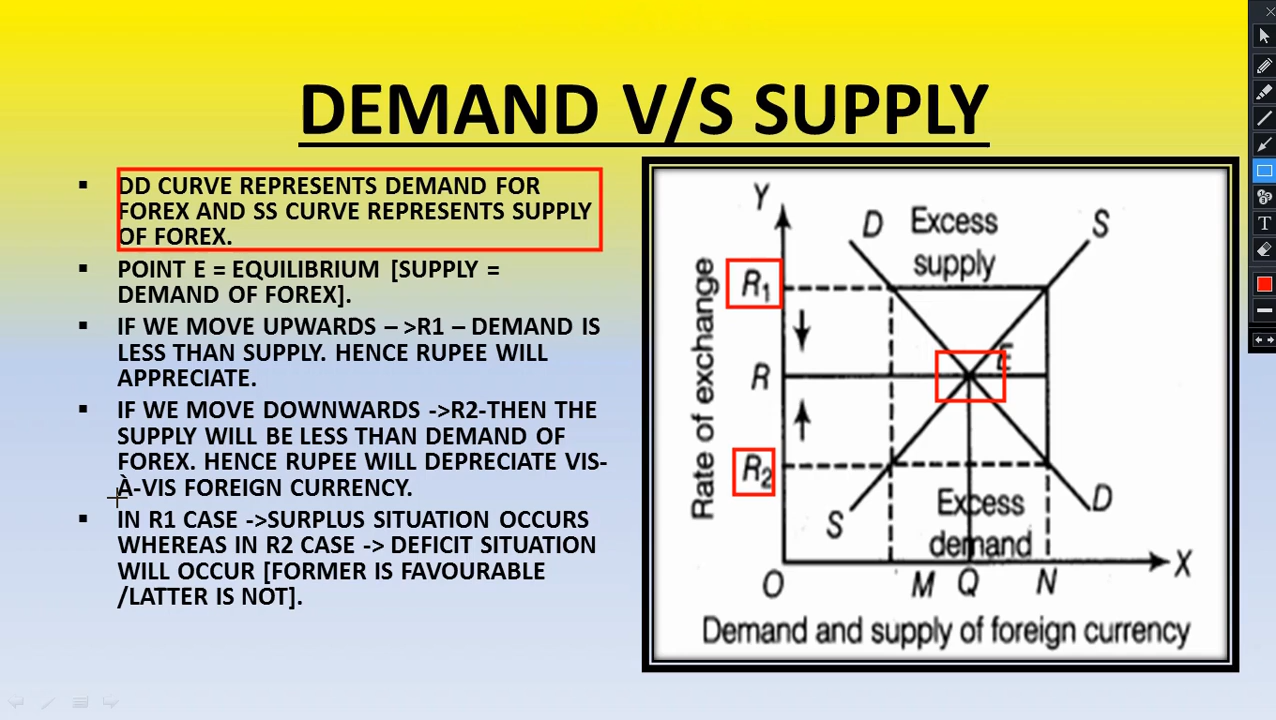 DEMAND V/S SUPPLY
▪ DD CURVE REPRESENTS DEMAND FOR
FOREX AND SS CURVE REPRESENTS SUPPLY
OF FOREX.
▪ POINT E = EQUILIBRIUM [SUPPLY =
DEMAND OF FOREX].
▪ IF WE MOVE UPWARDS – >R1 – DEMAND IS
LESS THAN SUPPLY. HENCE RUPEE WILL
APPRECIATE.
▪ IF WE MOVE DOWNWARDS ->R2-THEN THE
SUPPLY WILL BE LESS THAN DEMAND OF
FOREX. HENCE RUPEE WILL DEPRECIATE VIS-
À-VIS FOREIGN CURRENCY.
▪ IN R1 CASE ->SURPLUS SITUATION OCCURS
WHEREAS IN R2 CASE -> DEFICIT SITUATION
WILL OCCUR [FORMER IS FAVOURABLE
/LATTER IS NOT].
Y
D
Excess
supply
S
R1
E
R
Rate of exchange
R2
S
Excess
demand
D
O
M
Q
N
X
Demand and supply of foreign currency
T